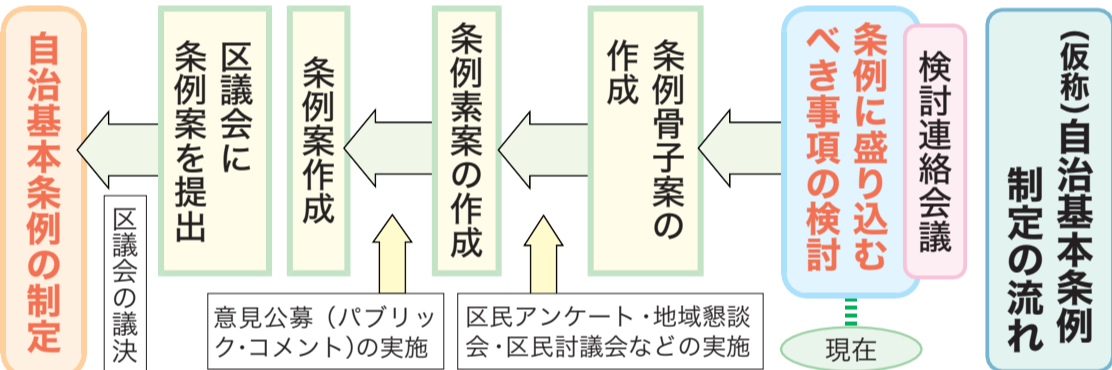 （仮称）自治基本条例
制定の流れ
検討連絡会議
条例に盛り込む
べき事項の検討
現在
条例骨子案の
作成
区民アンケート・地域懇談
会・区民討議会などの実施
条例素案の作成
意見公募（パブリッ
ク・コメント）の実施
条例案作成
区議会に
条例案を提出
区議会の議決
自治基本条例の制定